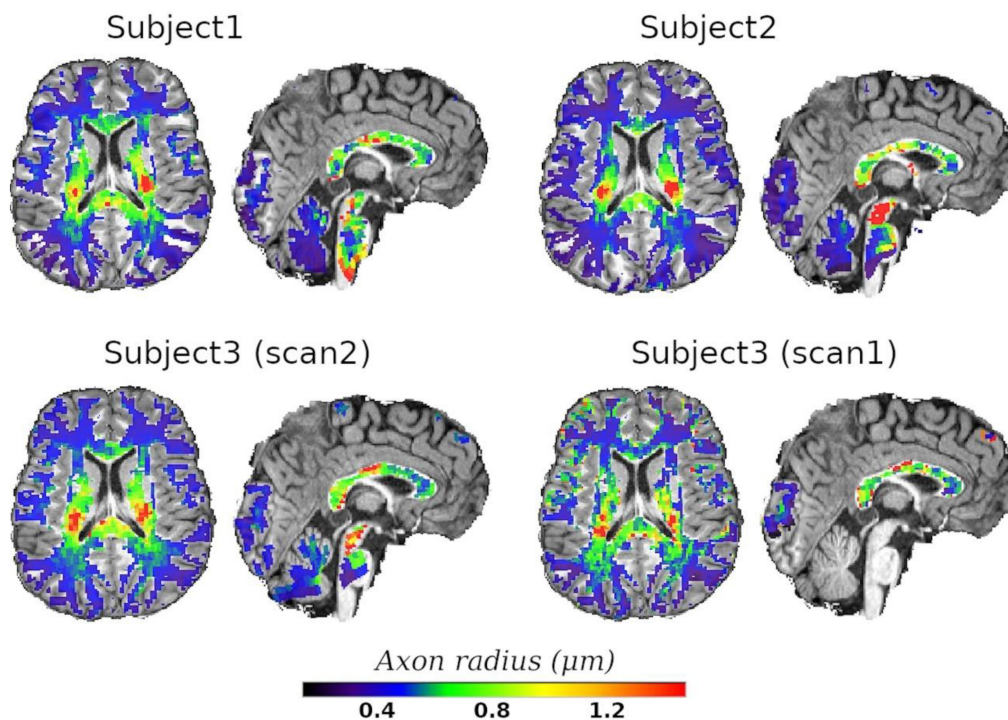 Subject1
Subject2
Subject3 (scan2)
Subject3 (scan1)
Axon radius (μm)
0.4 0.8 1.2